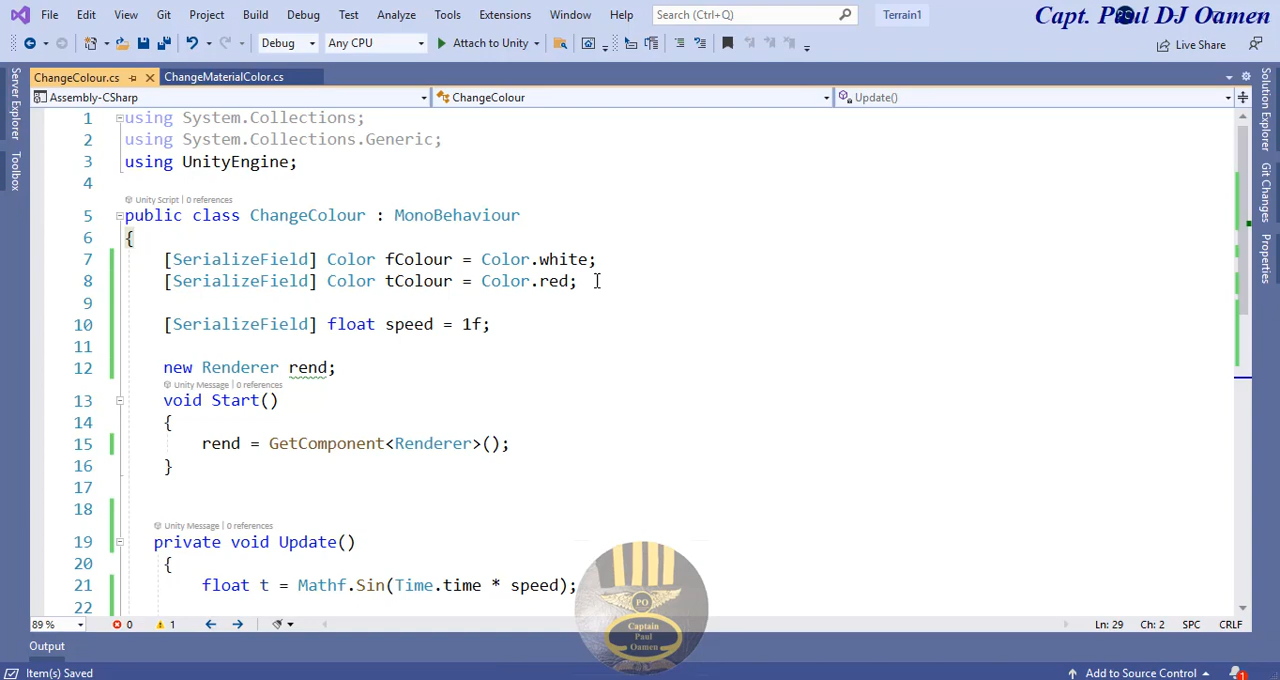 File Edit View Git Project Build Debug Test Analyze Tools Extensions Window Help Search (Ctrl+Q) Terrain1 Capt. Paul DJ Oamen
Debug Any CPU Attach to Unity Live Share
ChangeColour.cs ChangeMaterialColor.cs
Assembly-CSharp ChangeColour Update()
Server Explorer
Toolbox
Solution Explorer
Git Changes
Properties
1 using System.Collections;
2 using System.Collections.Generic;
3 using UnityEngine;
4
Unity Script | 0 references
5 public class ChangeColour : MonoBehaviour
6 {
7 [SerializeField] Color fColour = Color.white;
8 [SerializeField] Color tColour = Color.red;
9
10 [SerializeField] float speed = 1f;
11
12 new Renderer rend;
Unity Message | 0 references
13 void Start()
14 {
15 rend = GetComponent<Renderer>();
16 }
17
18
Unity Message | 0 references
19 private void Update()
20 {
21 float t = Mathf.Sin(Time.time * speed);
22
PO
Captain
Paul
Oamen
89 % 0 1 Ln: 29 Ch: 2 SPC CRLF
Output
Item(s) Saved Add to Source Control 1